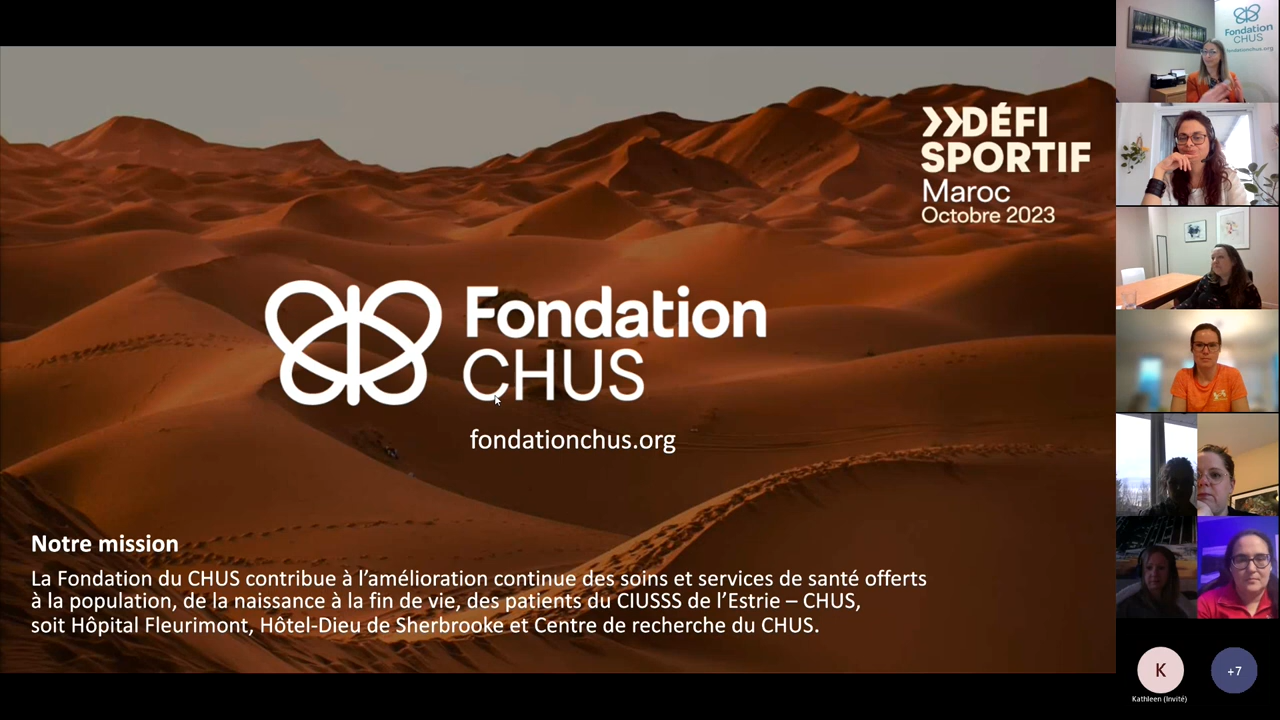 DÉFI
SPORTIF
Maroc
Octobre 2023
Fondation
CHUS
fondationchus.org
Notre mission
La Fondation du CHUS contribue à l’amélioration continue des soins et services de santé offerts
à la population, de la naissance à la fin de vie, des patients du CIUSSS de l’Estrie – CHUS,
soit Hôpital Fleurimont, Hôtel-Dieu de Sherbrooke et Centre de recherche du CHUS.
Fondation
CHUS
fondationchus.org
K
+7
Kathleen (Invité)